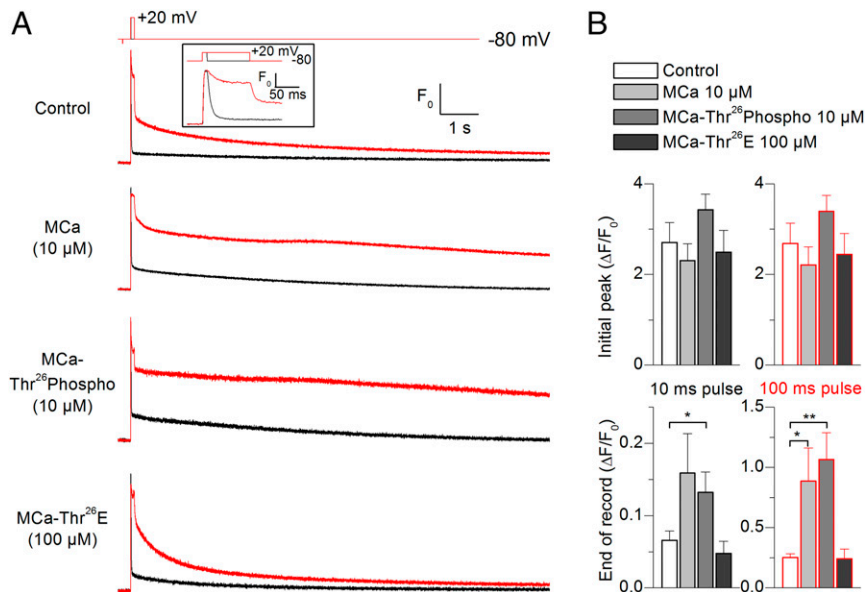 A
+20 mV
-80 mV
+20 mV
-80
F₀
50 ms
F₀
1 s
Control
MCa
(10 µM)
MCa-
Thr²⁶Phospho
(10 µM)
MCa-Thr²⁶E
(100 µM)
B
Control
MCa 10 µM
MCa-Thr²⁶Phospho 10 µM
MCa-Thr²⁶E 100 µM
Initial peak (ΔF/F₀)
4
2
0
4
2
0
10 ms pulse
100 ms pulse
End of record (ΔF/F₀)
0.2
0.1
0.0
*
1.5
1.0
0.5
0.0
**
*